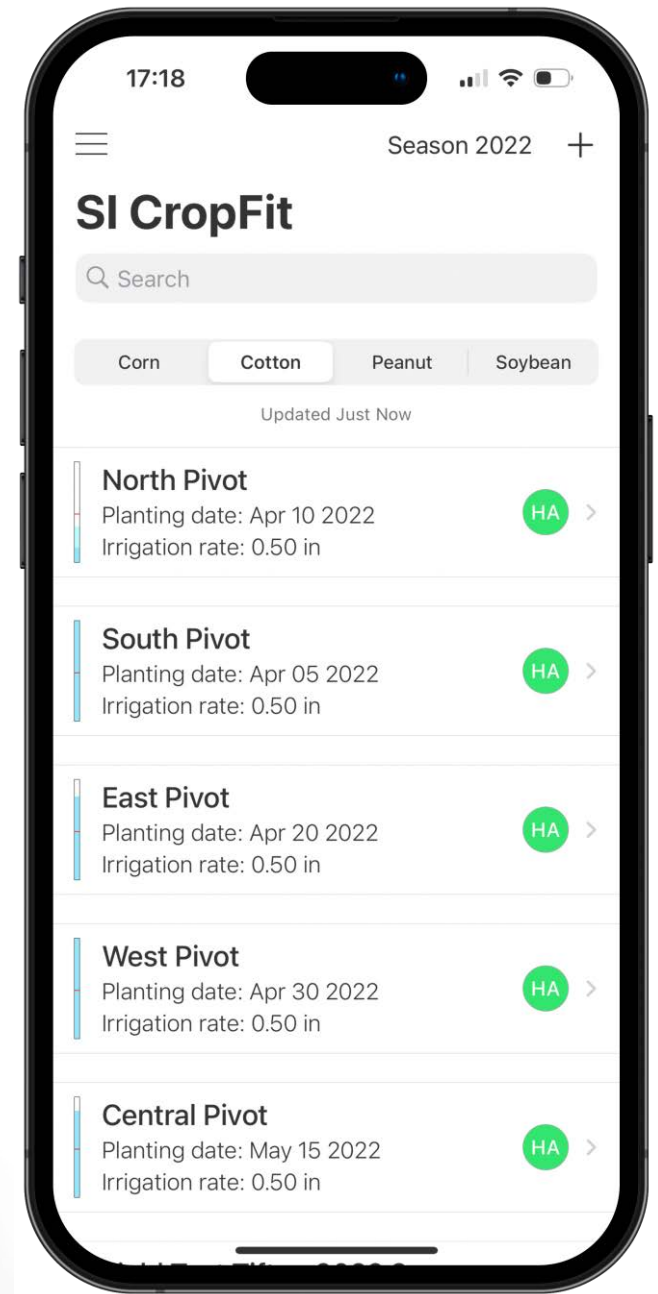 17:18
Season 2022
SI CropFit
Search
Corn Cotton Peanut Soybean
Updated Just Now
North Pivot
Planting date: Apr 10 2022
Irrigation rate: 0.50 in
HA
South Pivot
Planting date: Apr 05 2022
Irrigation rate: 0.50 in
HA
East Pivot
Planting date: Apr 20 2022
Irrigation rate: 0.50 in
HA
West Pivot
Planting date: Apr 30 2022
Irrigation rate: 0.50 in
HA
Central Pivot
Planting date: May 15 2022
Irrigation rate: 0.50 in
HA